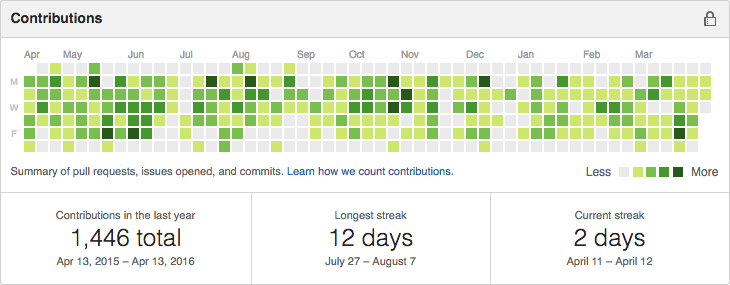 Contributions
Apr May Jun Jul Aug Sep Oct Nov Dec Jan Feb Mar
M
W
F
Summary of pull requests, issues opened, and commits. Learn how we count contributions. Less More
Contributions in the last year
1,446 total
Apr 13, 2015 – Apr 13, 2016
Longest streak
12 days
July 27 – August 7
Current streak
2 days
April 11 – April 12